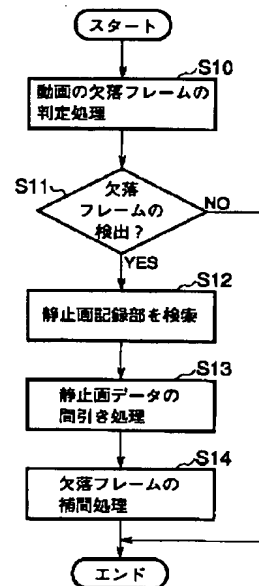 スタート
S10
動画の欠落フレームの
判定処理
S11
欠落
フレームの
検出?
NO
YES
S12
静止画記録部を検索
S13
静止画データの
間引き処理
S14
欠落フレームの
補間処理
エンド